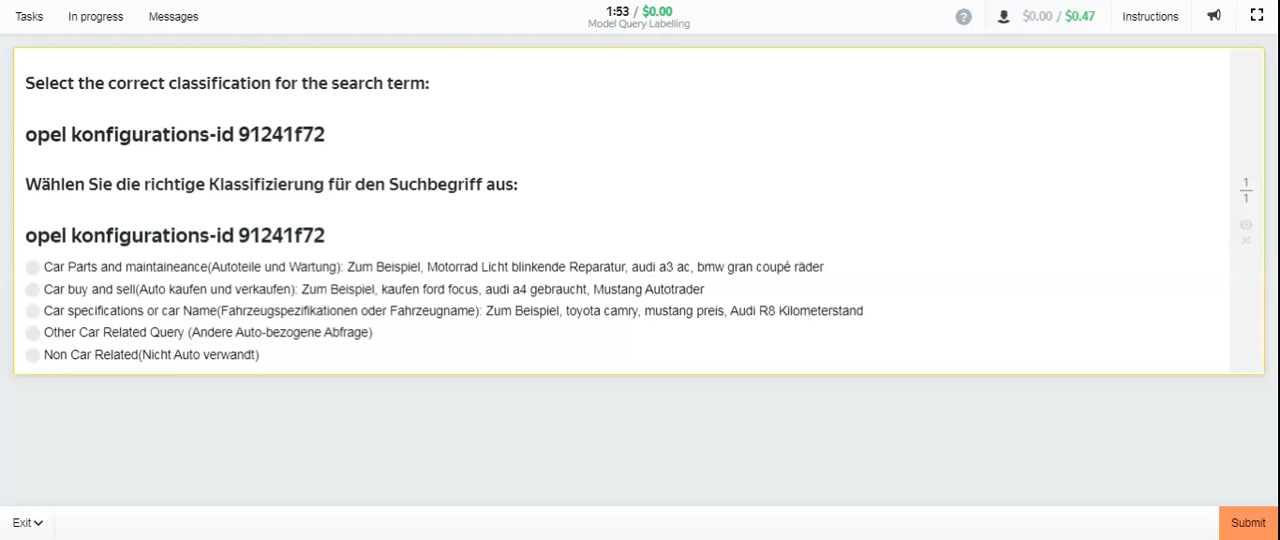 Tasks In progress Messages 1:53 / $0.00 $0.00 / $0.47 Instructions
Model Query Labelling
Select the correct classification for the search term:
opel konfigurations-id 91241f72
Wählen Sie die richtige Klassifizierung für den Suchbegriff aus:
opel konfigurations-id 91241f72
Car Parts and maintaineance(Autoteile und Wartung): Zum Beispiel, Motorrad Licht blinkende Reparatur, audi a3 ac, bmw gran coupé räder
Car buy and sell(Auto kaufen und verkaufen): Zum Beispiel, kaufen ford focus, audi a4 gebraucht, Mustang Autotrader
Car specifications or car Name(Fahrzeugspezifikationen oder Fahrzeugname): Zum Beispiel, toyota camry, mustang preis, Audi R8 Kilometerstand
Other Car Related Query (Andere Auto-bezogene Abfrage)
Non Car Related(Nicht Auto verwandt)
1
1
Exit Submit